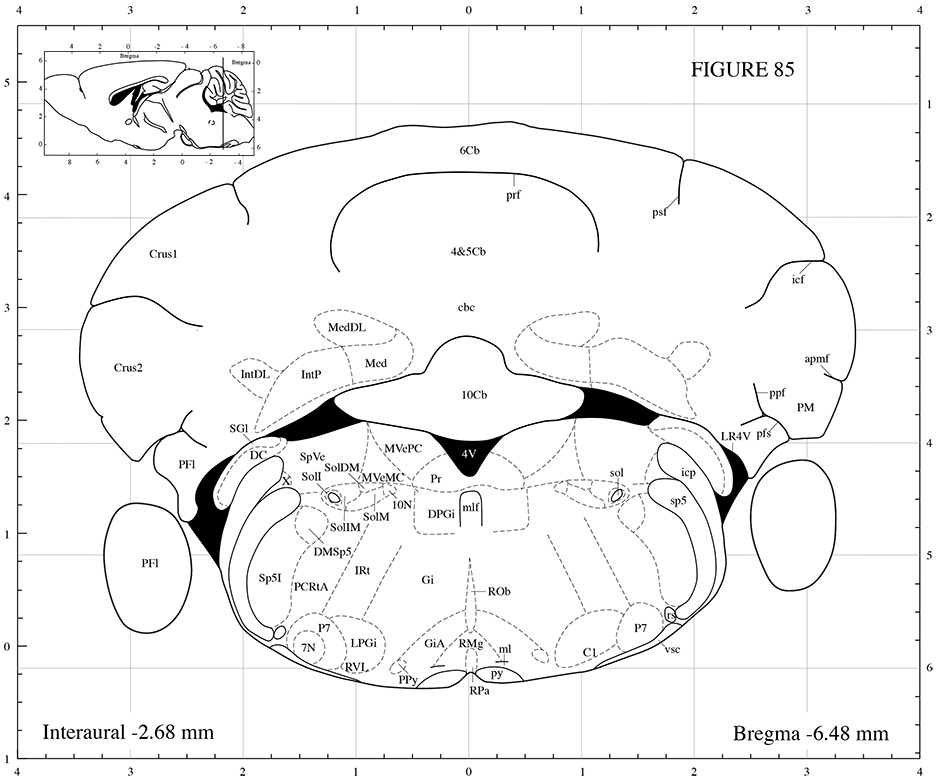 4 3 2 1 0 1 2 3 4
4 2 0 -2 -4 -6 -8
Bregma
Bregma 0
6
4
2
0
2
4
6
8 6 4 2 0 -2 -4
FIGURE 85
5
4
3
2
1
0
1
1
2
3
4
5
6
6Cb
prf
psf
Crus1
4&5Cb
icf
cbc
MedDL
Crus2
IntDL
IntP
Med
apmf
10Cb
ppf
PM
SGl
MVePC
LR4V
pfs
PFl
DC
SpVe
SolDM
4V
SolI
X
MVeMC
Pr
sol
icp
10N
sp5
SolIM
SolM
DPGi
mlf
DMSp5
PFl
Sp5I
PCRtA
IRt
Gi
ROb
rs
P7
P7
7N
LPGi
GiA
RMg
ml
C1
vsc
RVL
PPy
py
RPa
Interaural -2.68 mm
Bregma -6.48 mm
4 3 2 1 0 1 2 3 4